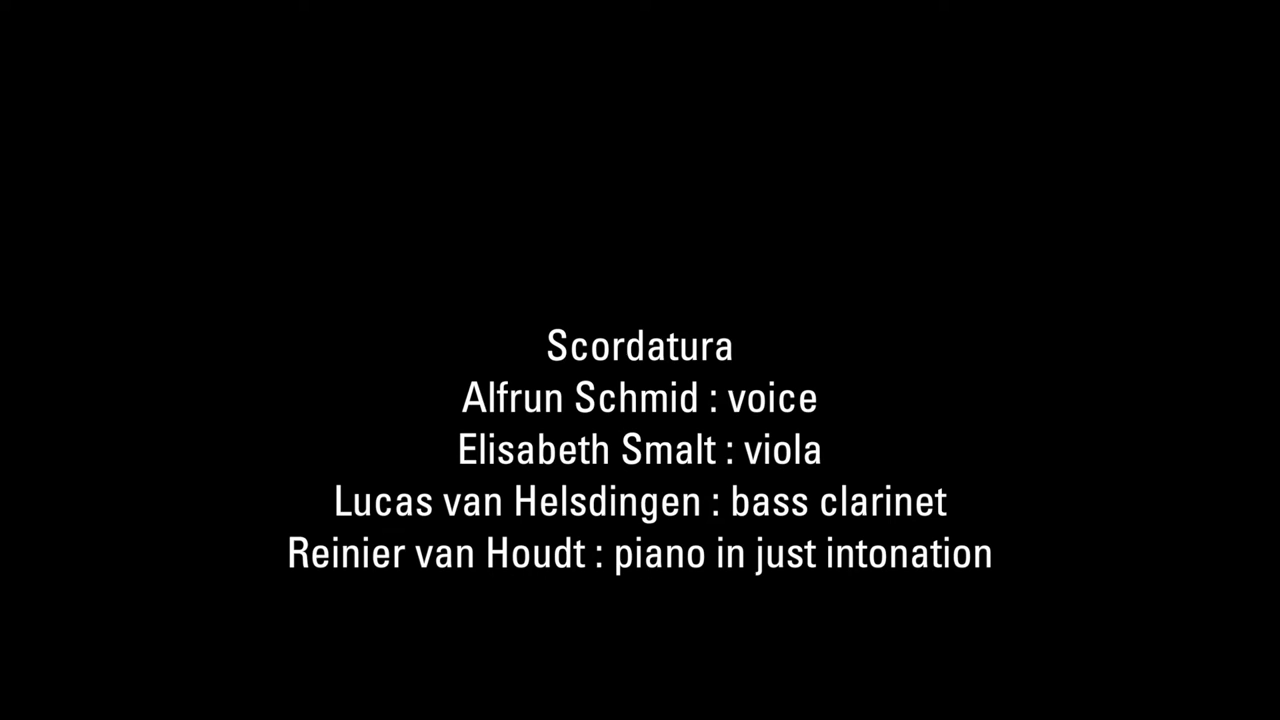 Scordatura
Alfrun Schmid : voice
Elisabeth Smalt : viola
Lucas van Helsdingen : bass clarinet
Reinier van Houdt : piano in just intonation